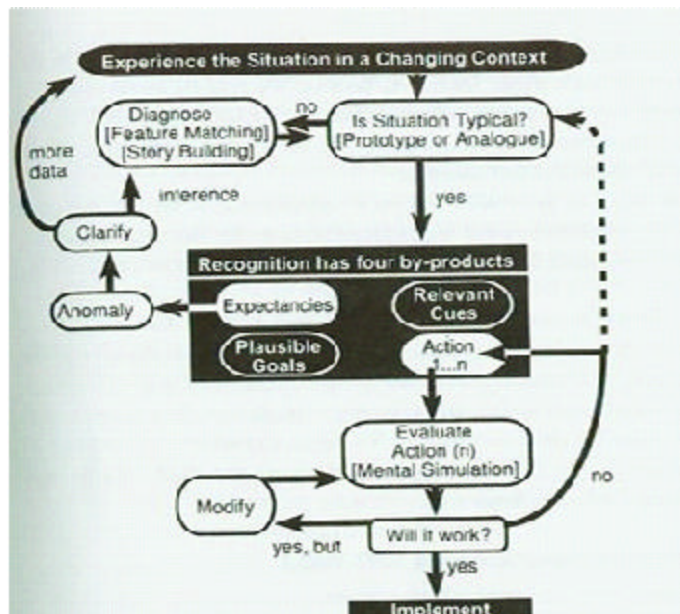 Experience the Situation in a Changing Context
no
Diagnose
[Feature Matching]
[Story Building]
Is Situation Typical?
[Prototype or Analogue]
more
data
inference
yes
Clarify
Recognition has four by-products
Anomaly
Expectancies
Relevant
Cues
Plausible
Goals
Action
1...n
Evaluate
Action (n)
[Mental Simulation]
no
Modify
Will it work?
yes, but
yes
Implement